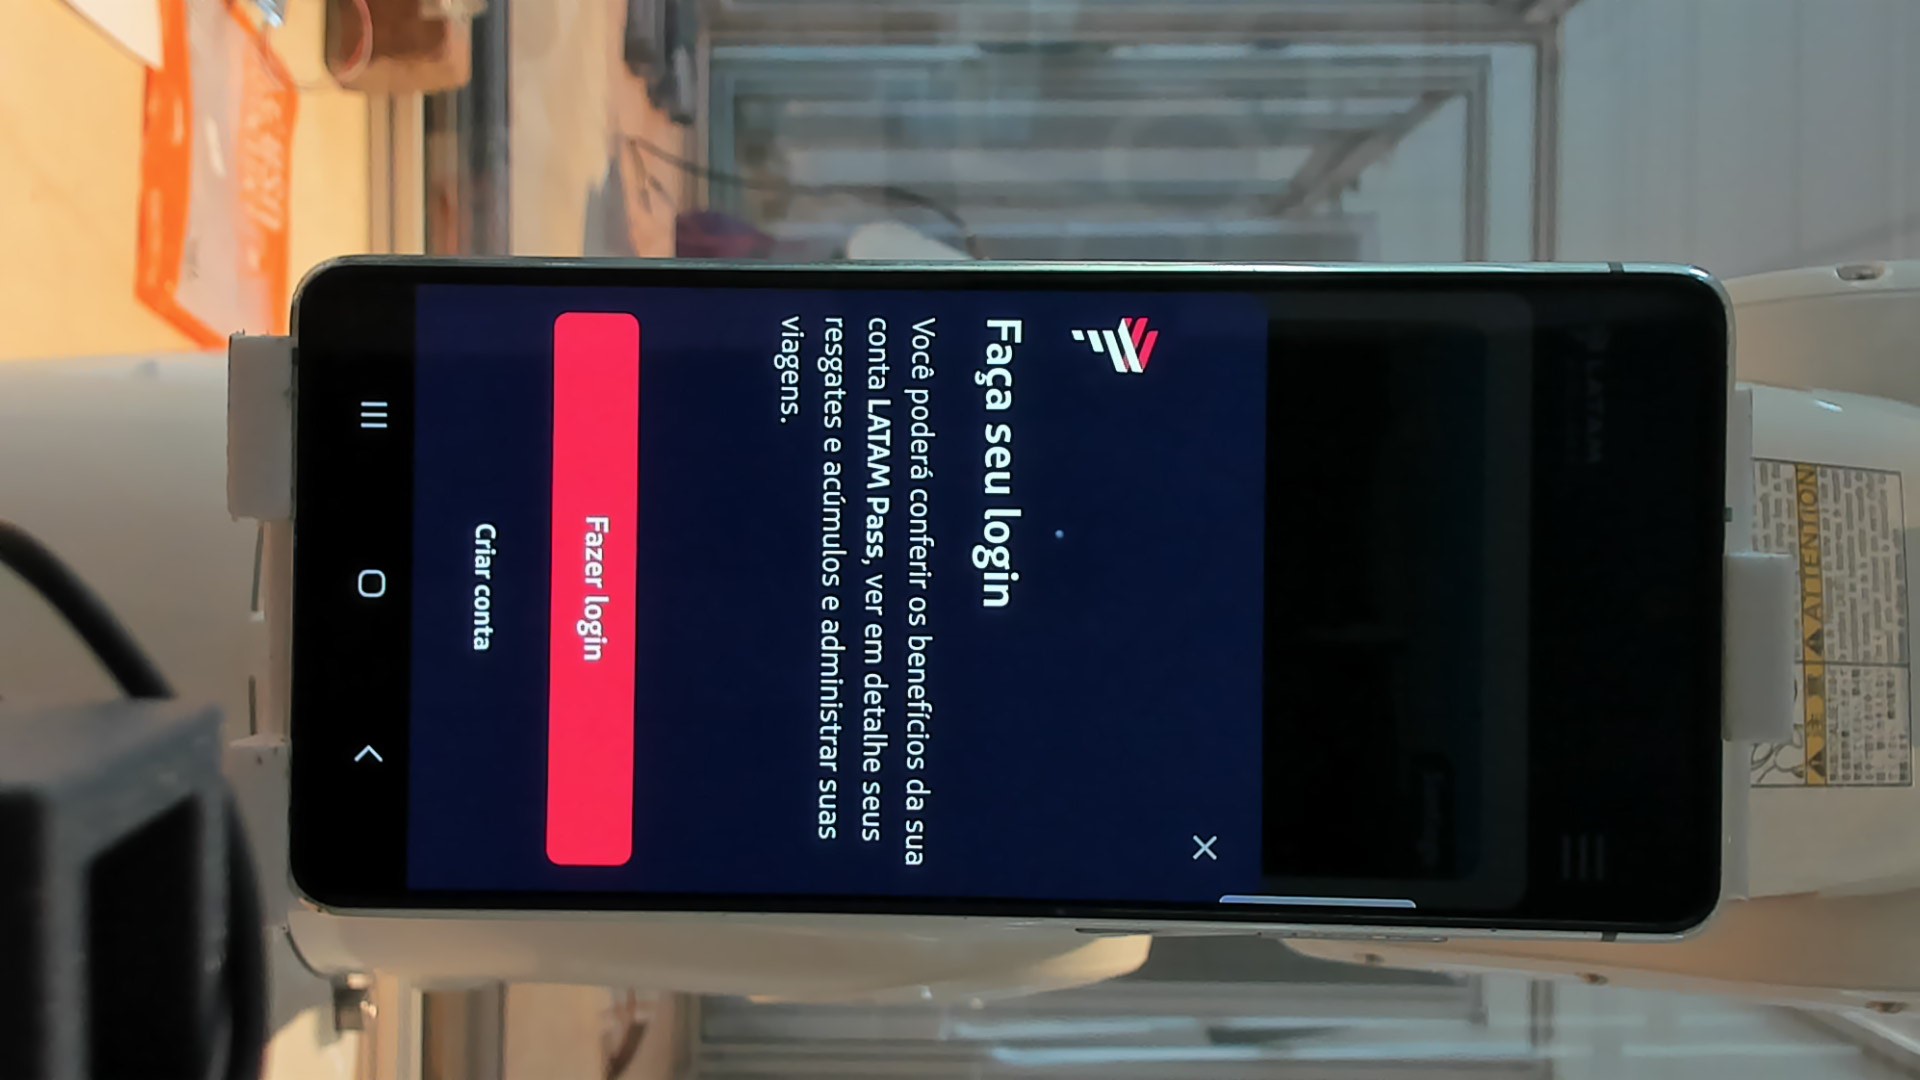 LATAM
Faça seu login
Você poderá conferir os benefícios da sua
conta LATAM Pass, ver em detalhe seus
resgates e acúmulos e administrar suas
viagens.
Fazer login
Criar conta
ATTENTION